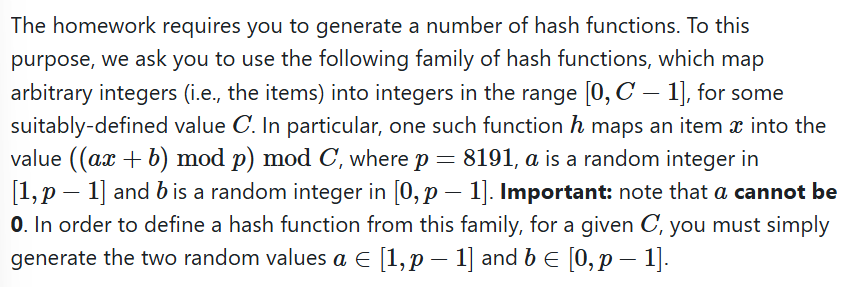 The homework requires you to generate a number of hash functions. To this
purpose, we ask you to use the following family of hash functions, which map
arbitrary integers (i.e., the items) into integers in the range [0, C − 1], for some
suitably-defined value C. In particular, one such function h maps an item x into the
value ((ax + b) mod p) mod C, where p = 8191, a is a random integer in
[1, p − 1] and b is a random integer in [0, p − 1]. Important: note that a cannot be
0. In order to define a hash function from this family, for a given C, you must simply
generate the two random values a ∈ [1, p − 1] and b ∈ [0, p − 1].